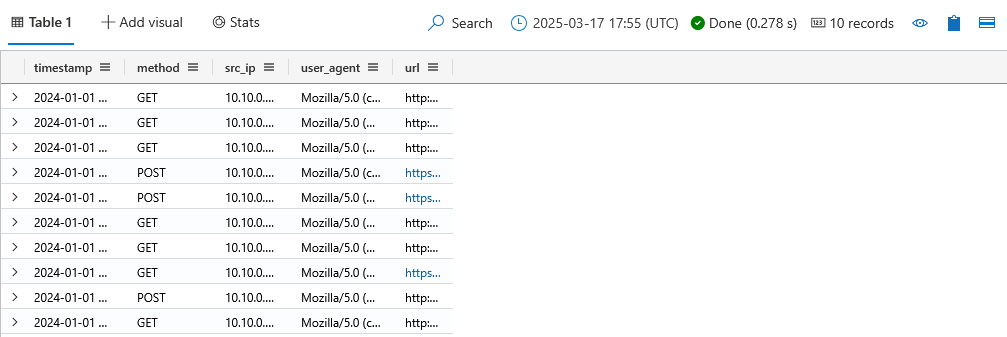 Table 1 Add visual Stats Search 2025-03-17 17:55 (UTC) Done (0.278 s) 123 10 records
timestamp method src_ip user_agent url
2024-01-01 ... GET 10.10.0.... Mozilla/5.0 (c... http:...
2024-01-01 ... GET 10.10.0.... Mozilla/5.0 (... http:...
2024-01-01 ... GET 10.10.0.... Mozilla/5.0 (... http:...
2024-01-01 ... POST 10.10.0.... Mozilla/5.0 (c... https...
2024-01-01 ... POST 10.10.0.... Mozilla/5.0 (... https...
2024-01-01 ... GET 10.10.0.... Mozilla/5.0 (... http:...
2024-01-01 ... GET 10.10.0.... Mozilla/5.0 (... http:...
2024-01-01 ... GET 10.10.0.... Mozilla/5.0 (... https...
2024-01-01 ... POST 10.10.0.... Mozilla/5.0 (... http:...
2024-01-01 ... GET 10.10.0.... Mozilla/5.0 (c... http:...